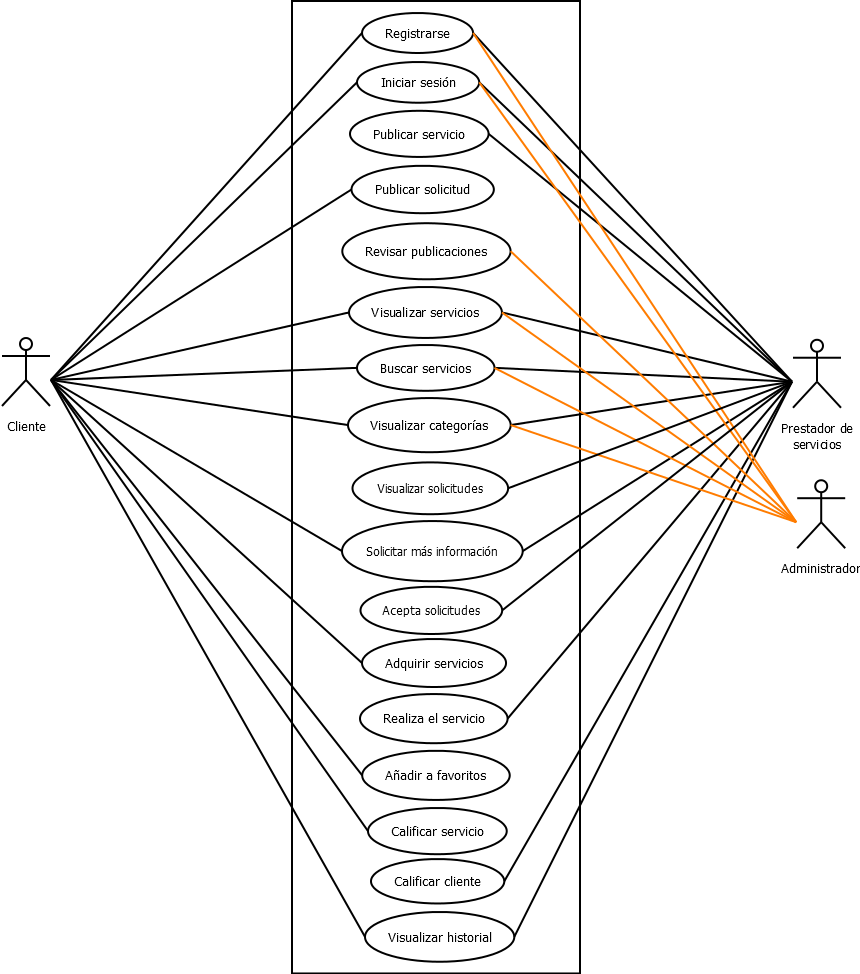 Registrarse
Iniciar sesión
Publicar servicio
Publicar solicitud
Revisar publicaciones
Visualizar servicios
Buscar servicios
Visualizar categorías
Visualizar solicitudes
Solicitar más información
Acepta solicitudes
Adquirir servicios
Realiza el servicio
Añadir a favoritos
Calificar servicio
Calificar cliente
Visualizar historial
Cliente
Prestador de
servicios
Administrador